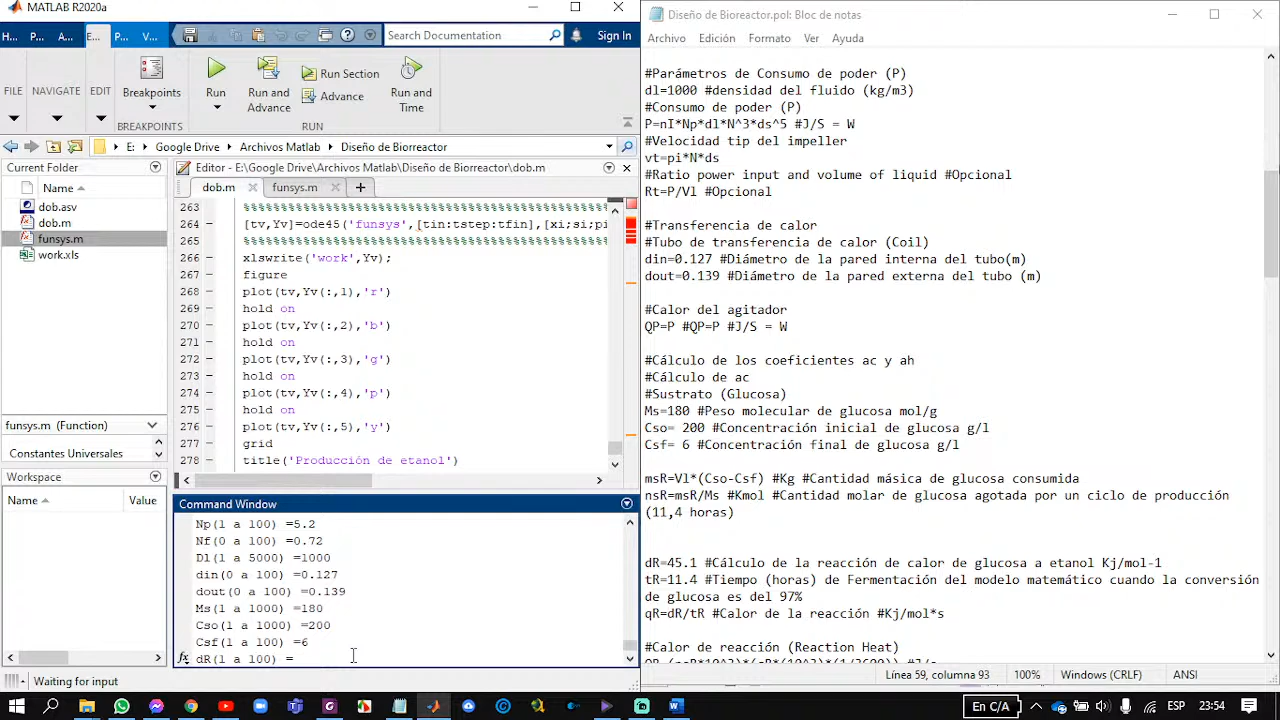 MATLAB R2020a
H... P... A... E... P... V...
Search Documentation
Sign In
FILE
NAVIGATE
EDIT
Breakpoints
BREAKPOINTS
Run
Run and Advance
Run Section
Advance
Run and Time
RUN
E: Google Drive Archivos Matlab Diseño de Biorreactor
Current Folder
Name
dob.asv
dob.m
funsys.m
work.xls
funsys.m (Function)
Constantes Universales
Workspace
Name Value
Editor - E:\Google Drive\Archivos Matlab\Diseño de Biorreactor\dob.m
dob.m funsys.m
263 %%%%%%%%%%%%%%%%%%%%%%%%%%%%%%%%%%%%%%%%%%%%%%%%
264 [tv,Yv]=ode45('funsys',[tin:tstep:tfin],[xi;si;pi
265 %%%%%%%%%%%%%%%%%%%%%%%%%%%%%%%%%%%%%%%%%%%%%%%%
266 xlswrite('work',Yv);
267 figure
268 plot(tv,Yv(:,1),'r')
269 hold on
270 plot(tv,Yv(:,2),'b')
271 hold on
272 plot(tv,Yv(:,3),'g')
273 hold on
274 plot(tv,Yv(:,4),'p')
275 hold on
276 plot(tv,Yv(:,5),'y')
277 grid
278 title('Producción de etanol')
Command Window
Np(1 a 100) =5.2
Nf(0 a 100) =0.72
Dl(1 a 5000) =1000
din(0 a 100) =0.127
dout(0 a 100) =0.139
Ms(1 a 1000) =180
Cso(1 a 1000) =200
Csf(1 a 100) =6
fx dR(1 a 100) =
Waiting for input
Diseño de Bioreactor.pol: Bloc de notas
Archivo Edición Formato Ver Ayuda
#Parámetros de Consumo de poder (P)
dl=1000 #densidad del fluido (kg/m3)
#Consumo de poder (P)
P=nI*Np*dl*N^3*ds^5 #J/S = W
#Velocidad tip del impeller
vt=pi*N*ds
#Ratio power input and volume of liquid #Opcional
Rt=P/Vl #Opcional
#Transferencia de calor
#Tubo de transferencia de calor (Coil)
din=0.127 #Diámetro de la pared interna del tubo(m)
dout=0.139 #Diámetro de la pared externa del tubo (m)
#Calor del agitador
QP=P #QP=P #J/S = W
#Cálculo de los coeficientes ac y ah
#Cálculo de ac
#Sustrato (Glucosa)
Ms=180 #Peso molecular de glucosa mol/g
Cso= 200 #Concentración inicial de glucosa g/l
Csf= 6 #Concentración final de glucosa g/l
msR=Vl*(Cso-Csf) #Kg #Cantidad másica de glucosa consumida
nsR=msR/Ms #Kmol #Cantidad molar de glucosa agotada por un ciclo de producción
(11,4 horas)
dR=45.1 #Cálculo de la reacción de calor de glucosa a etanol Kj/mol-1
tR=11.4 #Tiempo (horas) de Fermentación del modelo matemático cuando la conversión
de glucosa es del 97%
qR=dR/tR #Calor de la reacción #Kj/mol*s
#Calor de reacción (Reaction Heat)
Línea 59, columna 93 100% Windows (CRLF) ANSI
En C/A
ESP 23:54